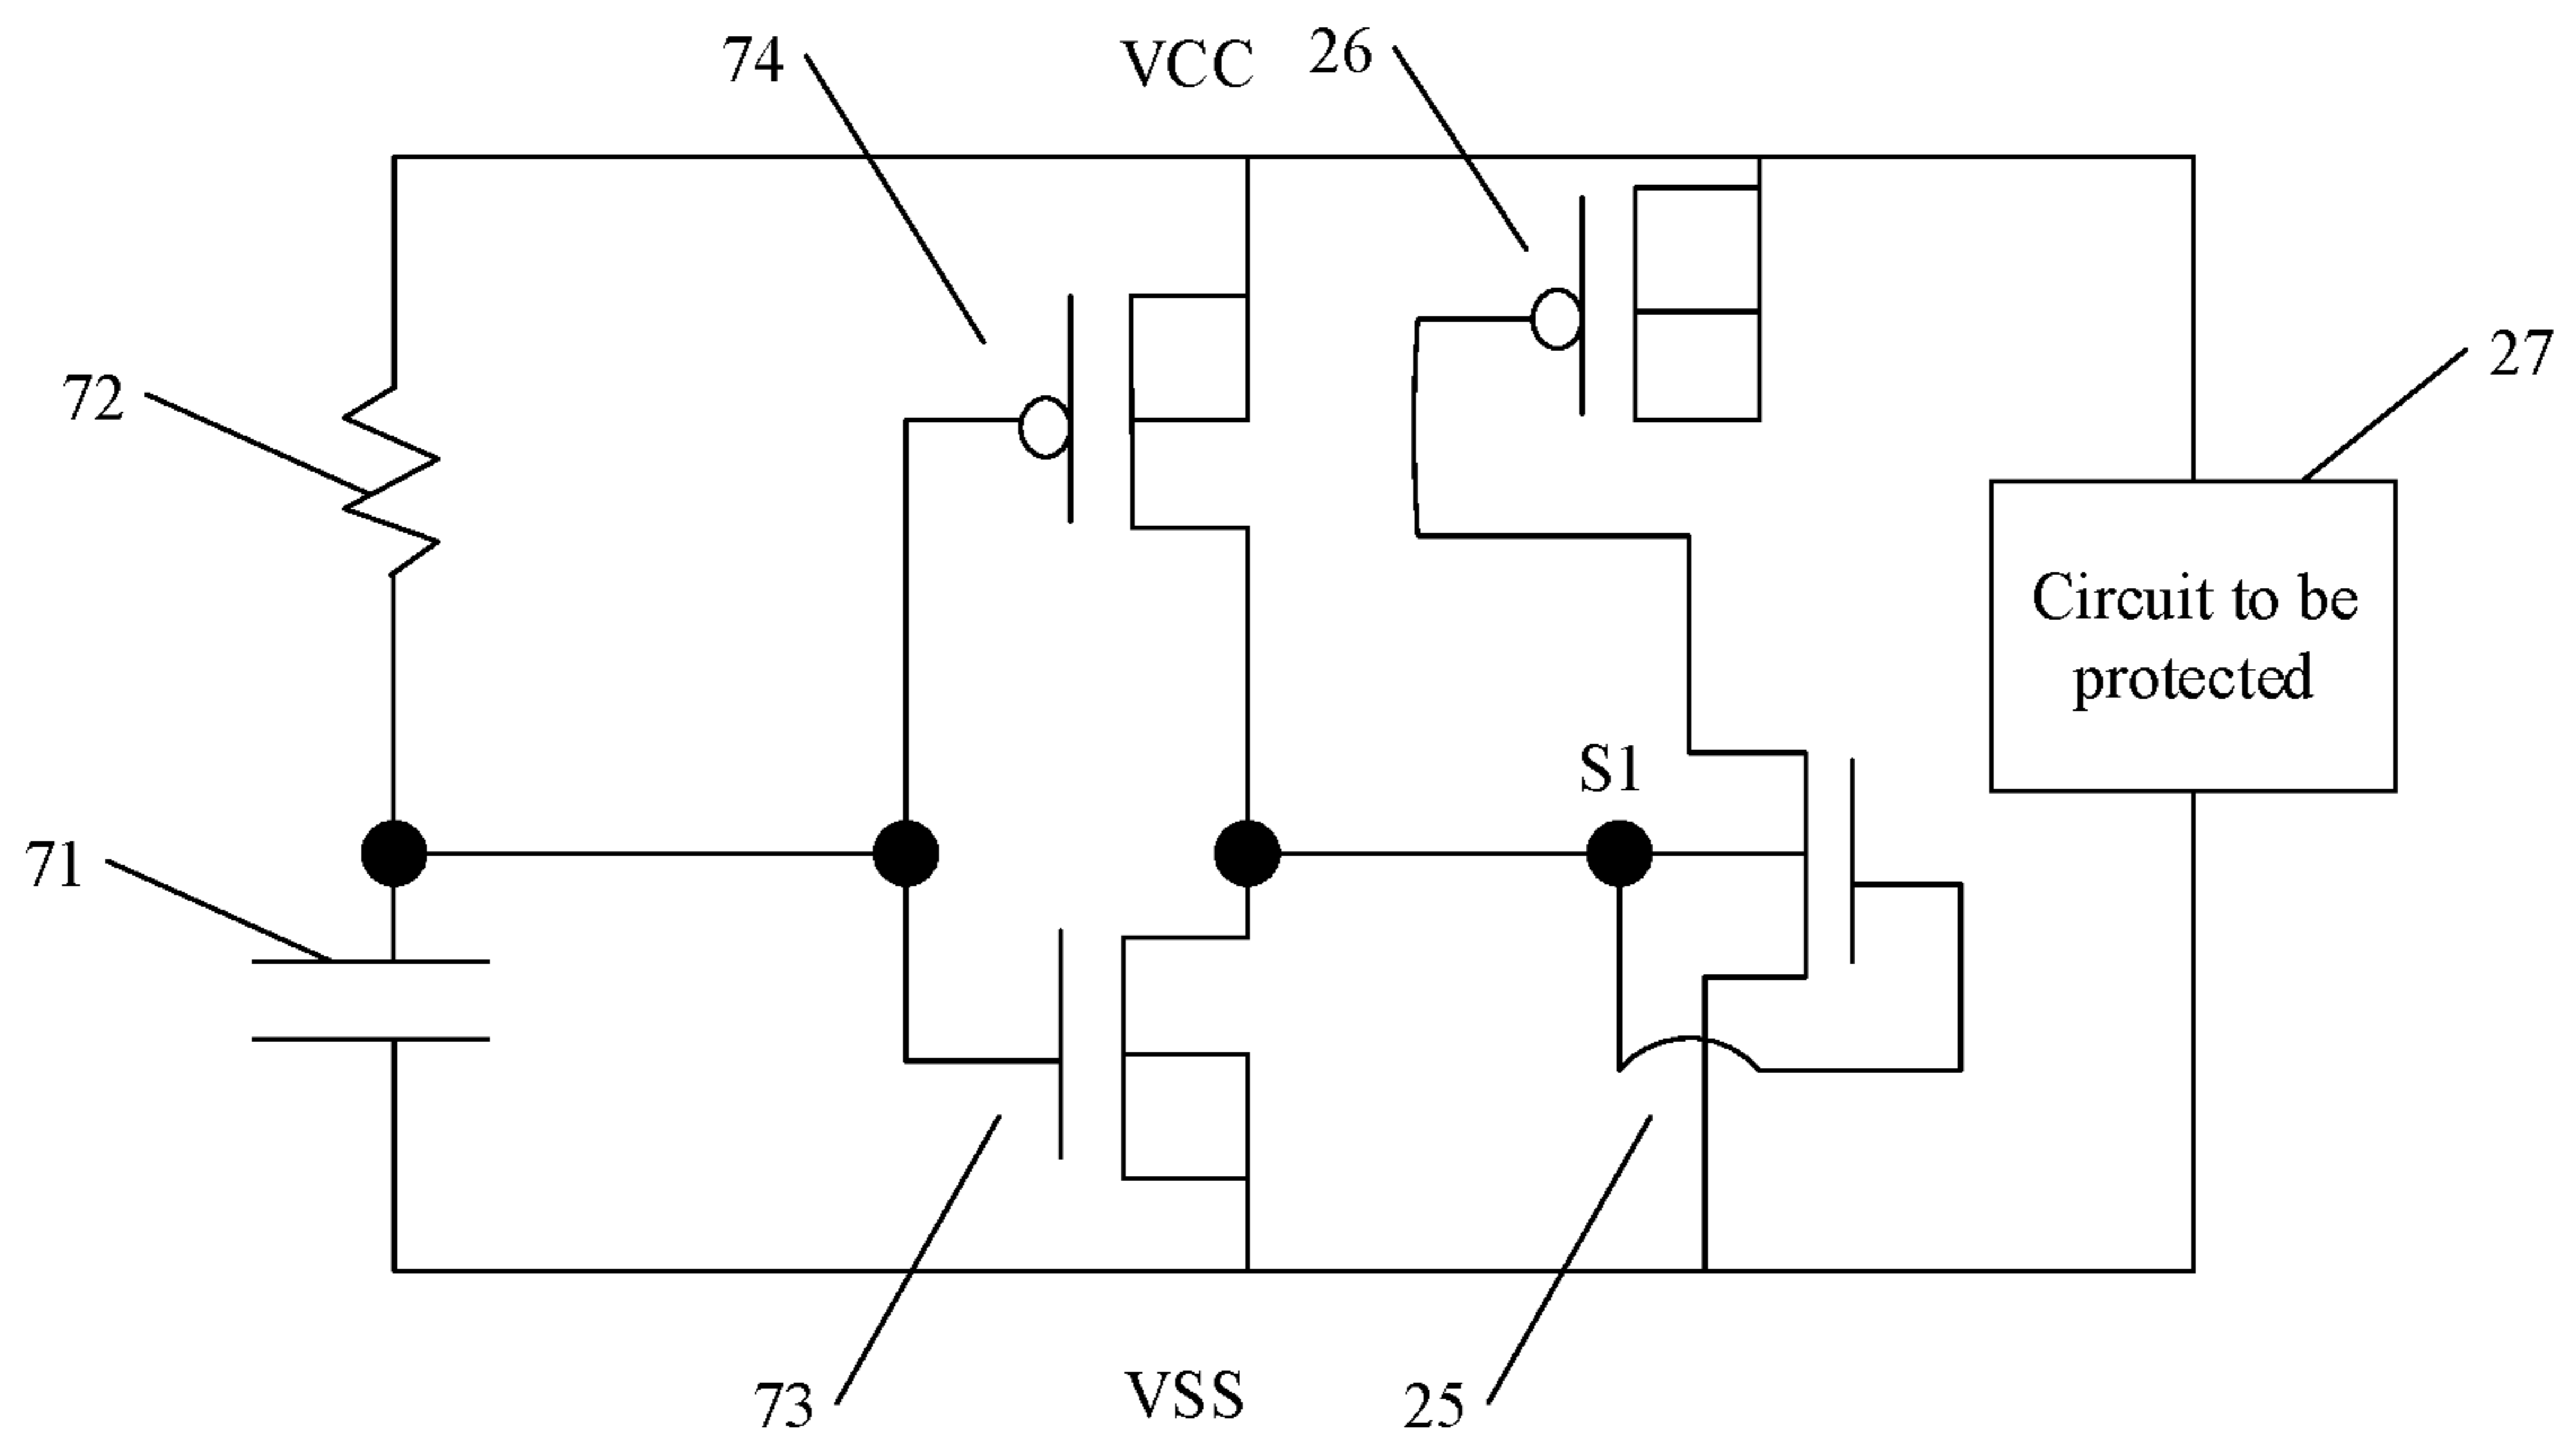 74
VCC
26
72
27
Circuit to be
protected
S1
71
73
VSS
25